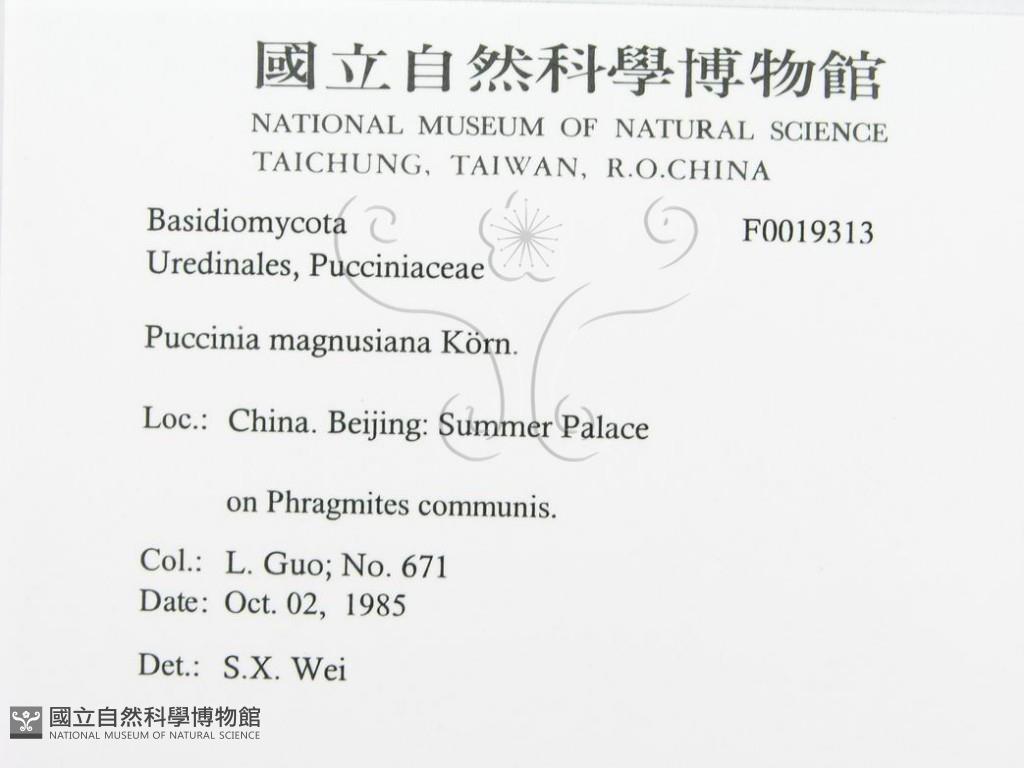 國立自然科學博物館
NATIONAL MUSEUM OF NATURAL SCIENCE
TAICHUNG, TAIWAN, R.O.CHINA
Basidiomycota F0019313
Uredinales, Pucciniaceae
Puccinia magnusiana Körn.
Loc.: China. Beijing: Summer Palace
on Phragmites communis.
Col.: L. Guo; No. 671
Date: Oct. 02, 1985
Det.: S.X. Wei
國立自然科學博物館
NATIONAL MUSEUM OF NATURAL SCIENCE